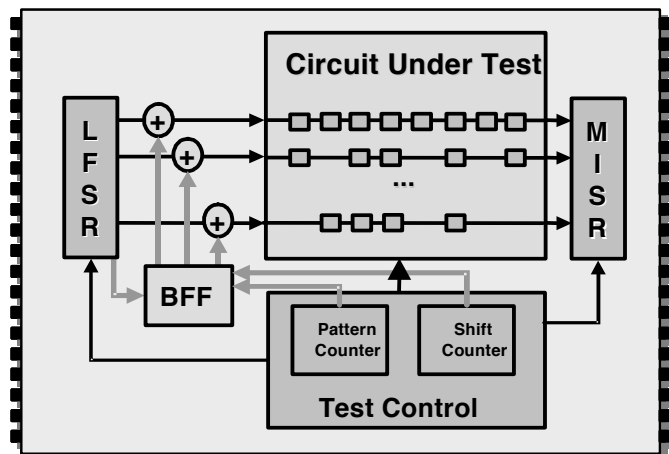 Circuit Under Test
L
F
S
R
+
+
+
...
M
I
S
R
BFF
Pattern
Counter
Shift
Counter
Test Control